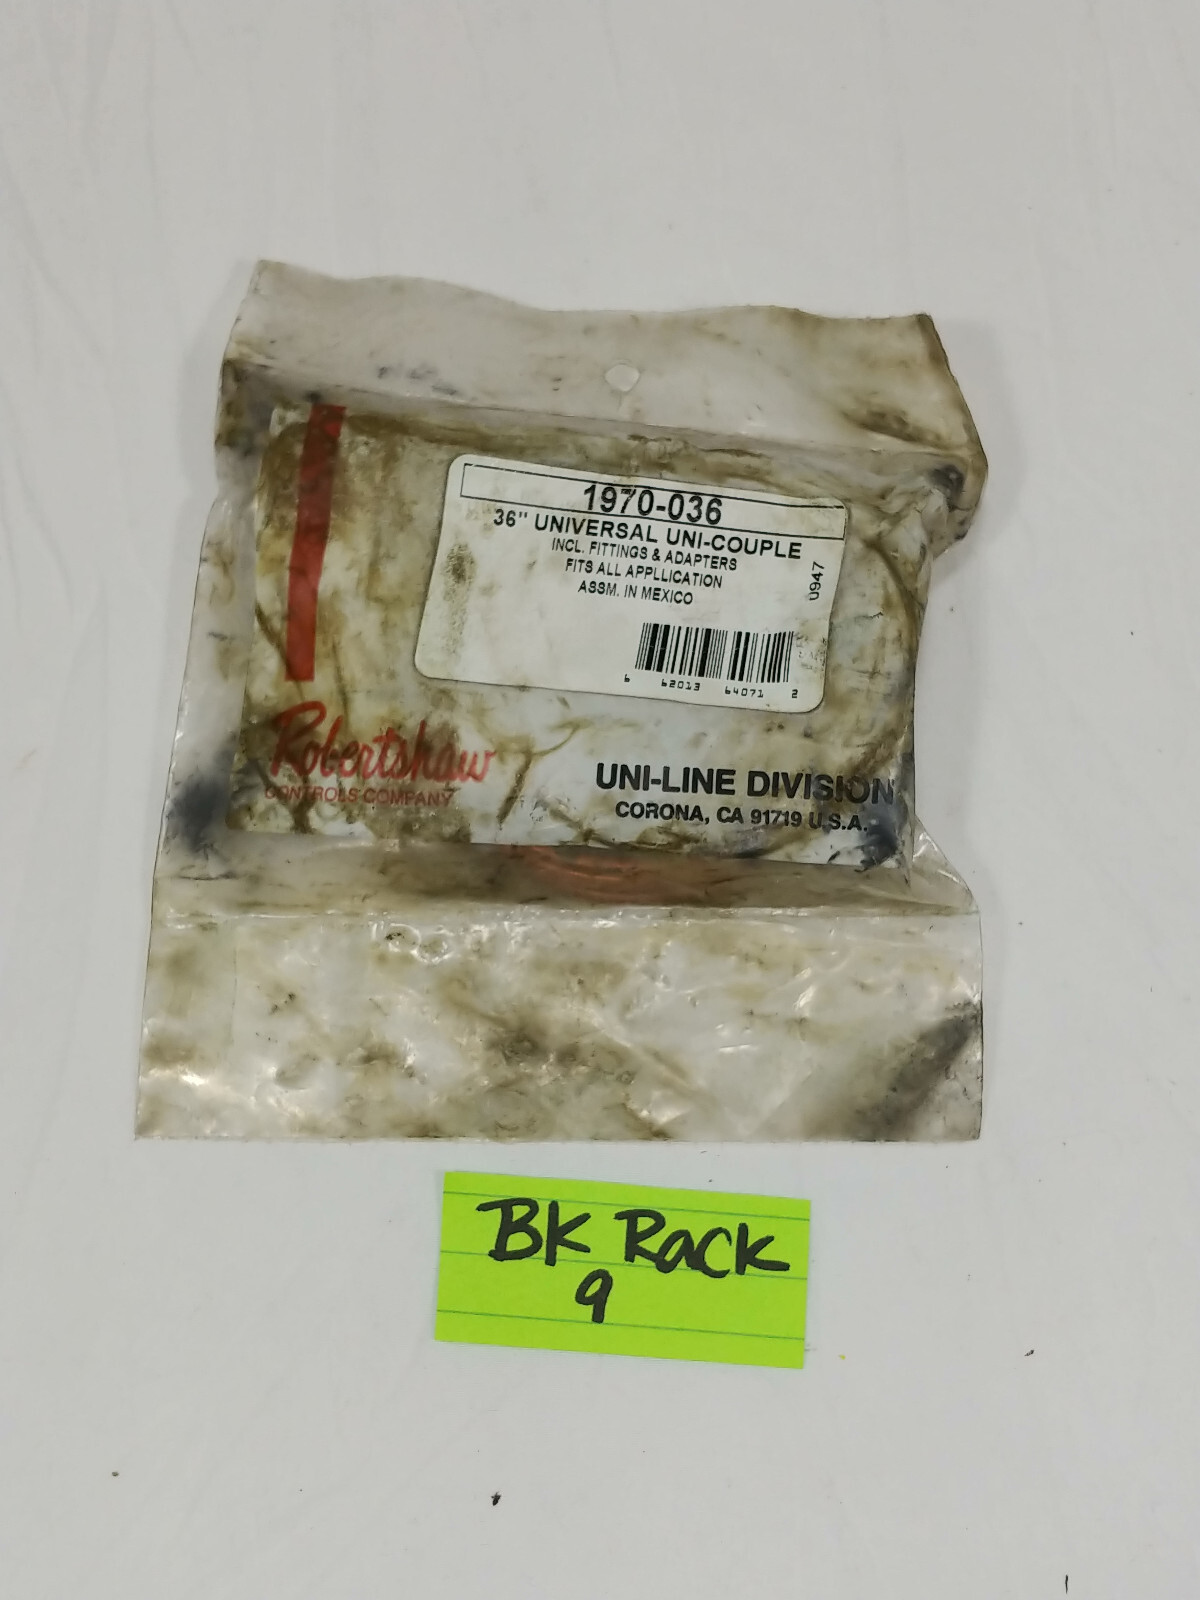 1970-036
36" UNIVERSAL UNI-COUPLE
INCL. FITTINGS & ADAPTERS
FITS ALL APPLLICATION
ASSM. IN MEXICO
U947
6 62013 64071 2
Robertshaw
CONTROLS COMPANY
UNI-LINE DIVISION
CORONA, CA 91719 U.S.A.
BK Rack
9